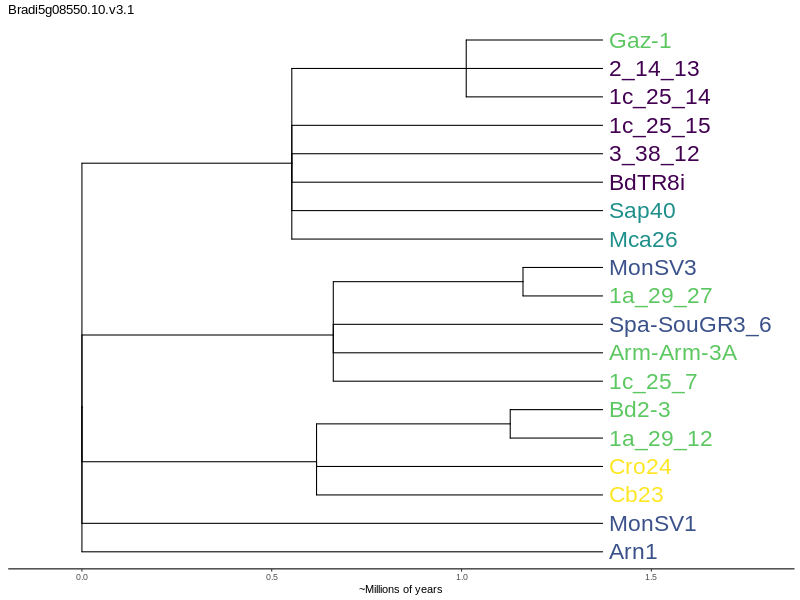 Bradi5g08550.10.v3.1
Gaz-1
2_14_13
1c_25_14
1c_25_15
3_38_12
BdTR8i
Sap40
Mca26
MonSV3
1a_29_27
Spa-SouGR3_6
Arm-Arm-3A
1c_25_7
Bd2-3
1a_29_12
Cro24
Cb23
MonSV1
Arn1
0.0 0.5 1.0 1.5
~Millions of years